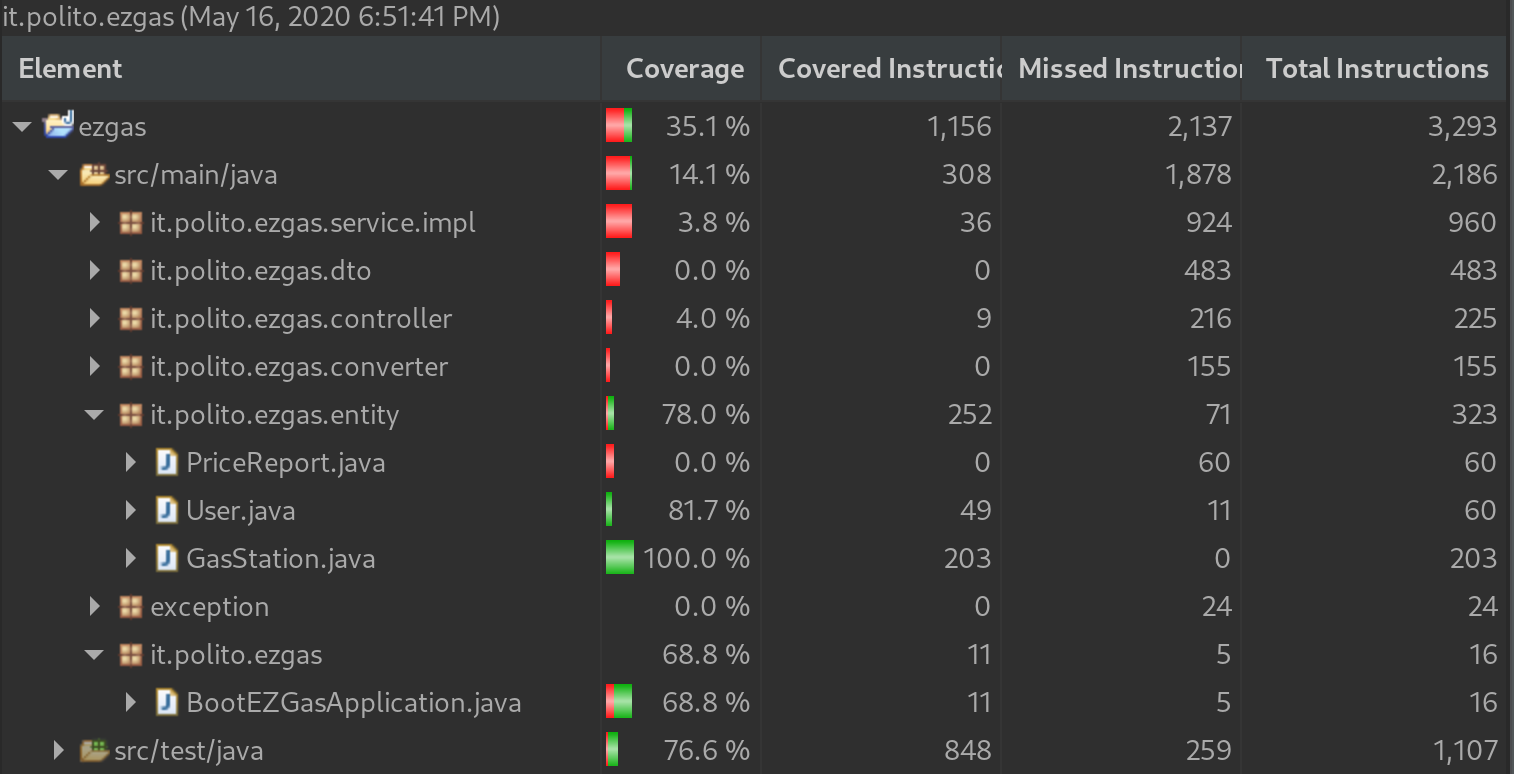 it.polito.ezgas (May 16, 2020 6:51:41 PM)
Element Coverage Covered Instructic Missed Instruction Total Instructions
ezgas 35.1 % 1,156 2,137 3,293
src/main/java 14.1 % 308 1,878 2,186
it.polito.ezgas.service.impl 3.8 % 36 924 960
it.polito.ezgas.dto 0.0 % 0 483 483
it.polito.ezgas.controller 4.0 % 9 216 225
it.polito.ezgas.converter 0.0 % 0 155 155
it.polito.ezgas.entity 78.0 % 252 71 323
PriceReport.java 0.0 % 0 60 60
User.java 81.7 % 49 11 60
GasStation.java 100.0 % 203 0 203
exception 0.0 % 0 24 24
it.polito.ezgas 68.8 % 11 5 16
BootEZGasApplication.java 68.8 % 11 5 16
src/test/java 76.6 % 848 259 1,107